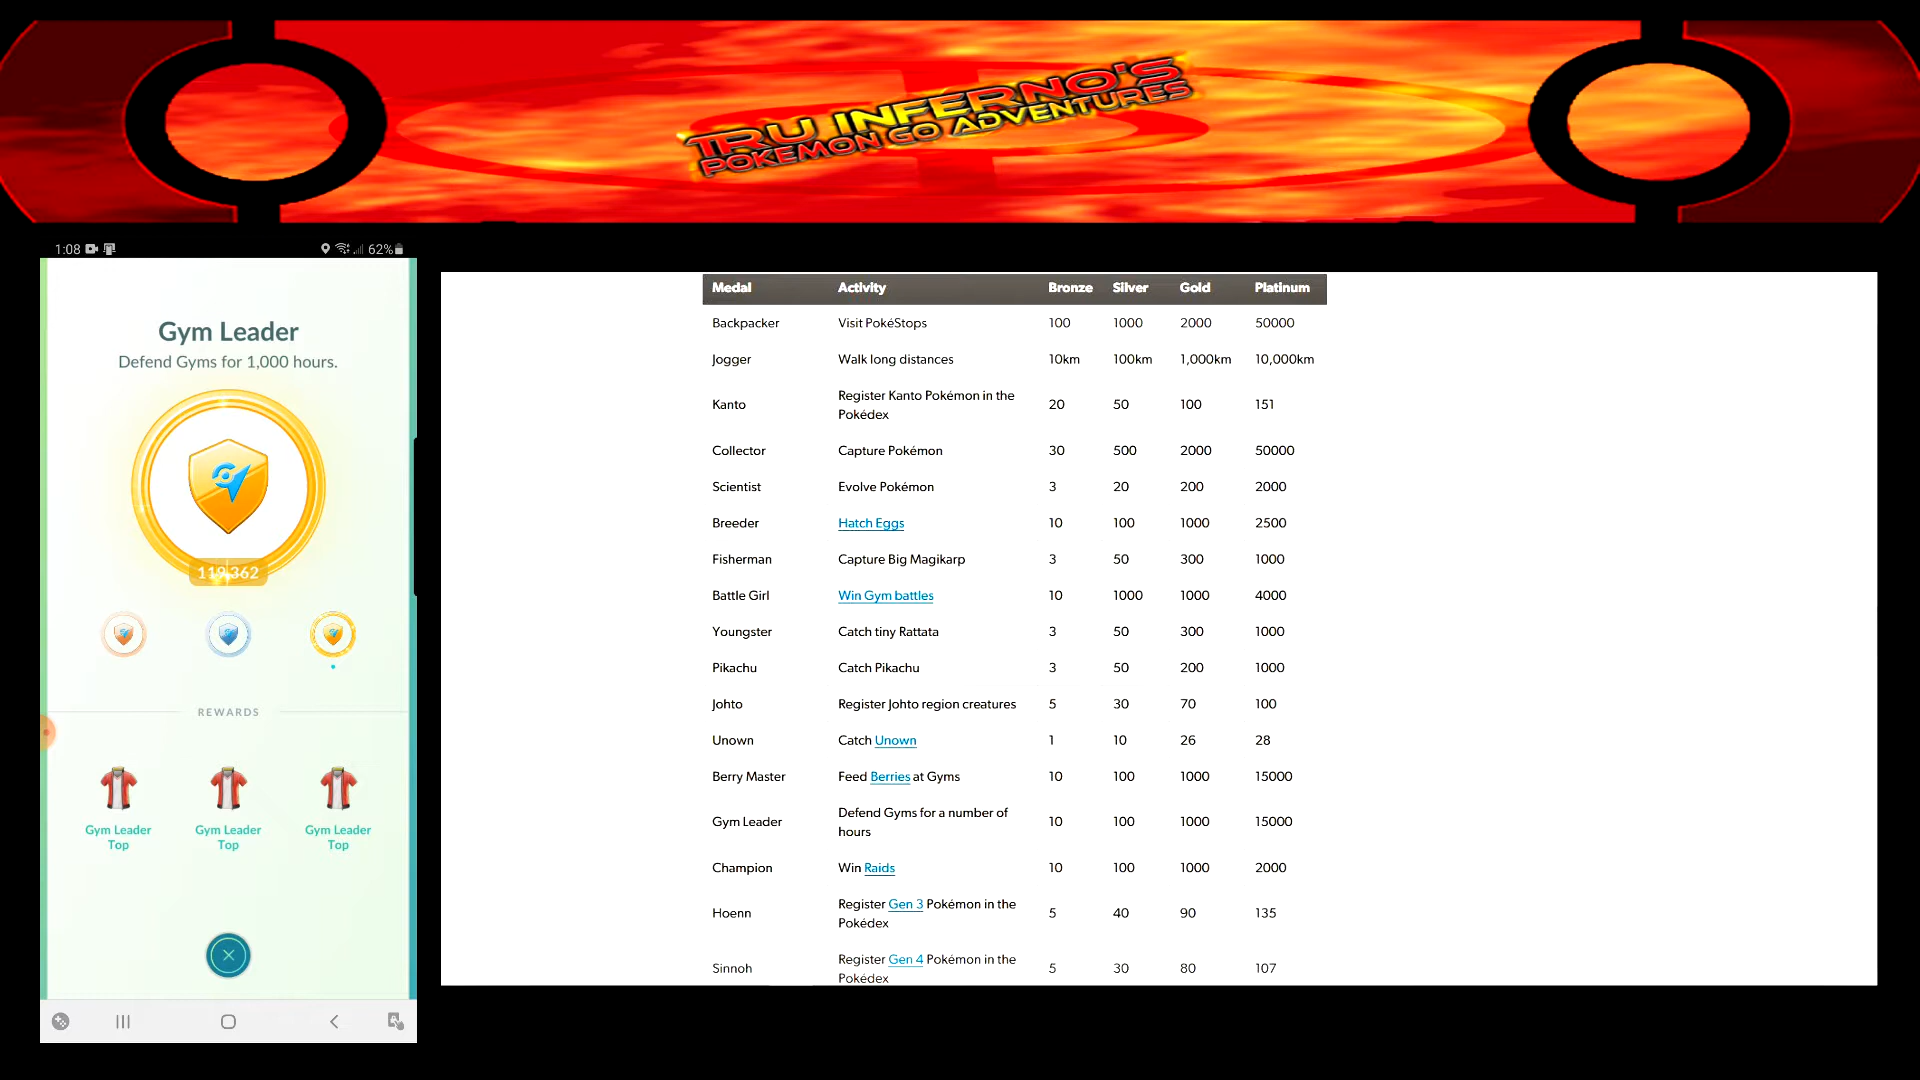 TRU INFERNO'S
POKEMON GO ADVENTURES
1:08
62%
Gym Leader
Defend Gyms for 1,000 hours.
119,362
REWARDS
Gym Leader Top
Gym Leader Top
Gym Leader Top
Medal Activity Bronze Silver Gold Platinum
Backpacker Visit PokéStops 100 1000 2000 50000
Jogger Walk long distances 10km 100km 1,000km 10,000km
Kanto Register Kanto Pokémon in the Pokédex 20 50 100 151
Collector Capture Pokémon 30 500 2000 50000
Scientist Evolve Pokémon 3 20 200 2000
Breeder Hatch Eggs 10 100 1000 2500
Fisherman Capture Big Magikarp 3 50 300 1000
Battle Girl Win Gym battles 10 1000 1000 4000
Youngster Catch tiny Rattata 3 50 300 1000
Pikachu Catch Pikachu 3 50 200 1000
Johto Register Johto region creatures 5 30 70 100
Unown Catch Unown 1 10 26 28
Berry Master Feed Berries at Gyms 10 100 1000 15000
Gym Leader Defend Gyms for a number of hours 10 100 1000 15000
Champion Win Raids 10 100 1000 2000
Hoenn Register Gen 3 Pokémon in the Pokédex 5 40 90 135
Sinnoh Register Gen 4 Pokémon in the Pokédex 5 30 80 107